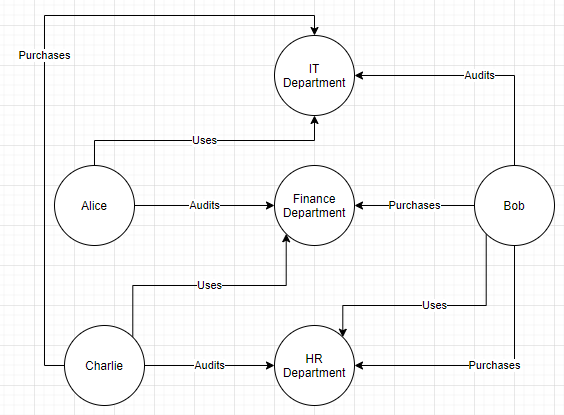 Purchases
IT
Department
Audits
Uses
Alice
Audits
Finance
Department
Purchases
Bob
Uses
Uses
Charlie
Audits
HR
Department
Purchases